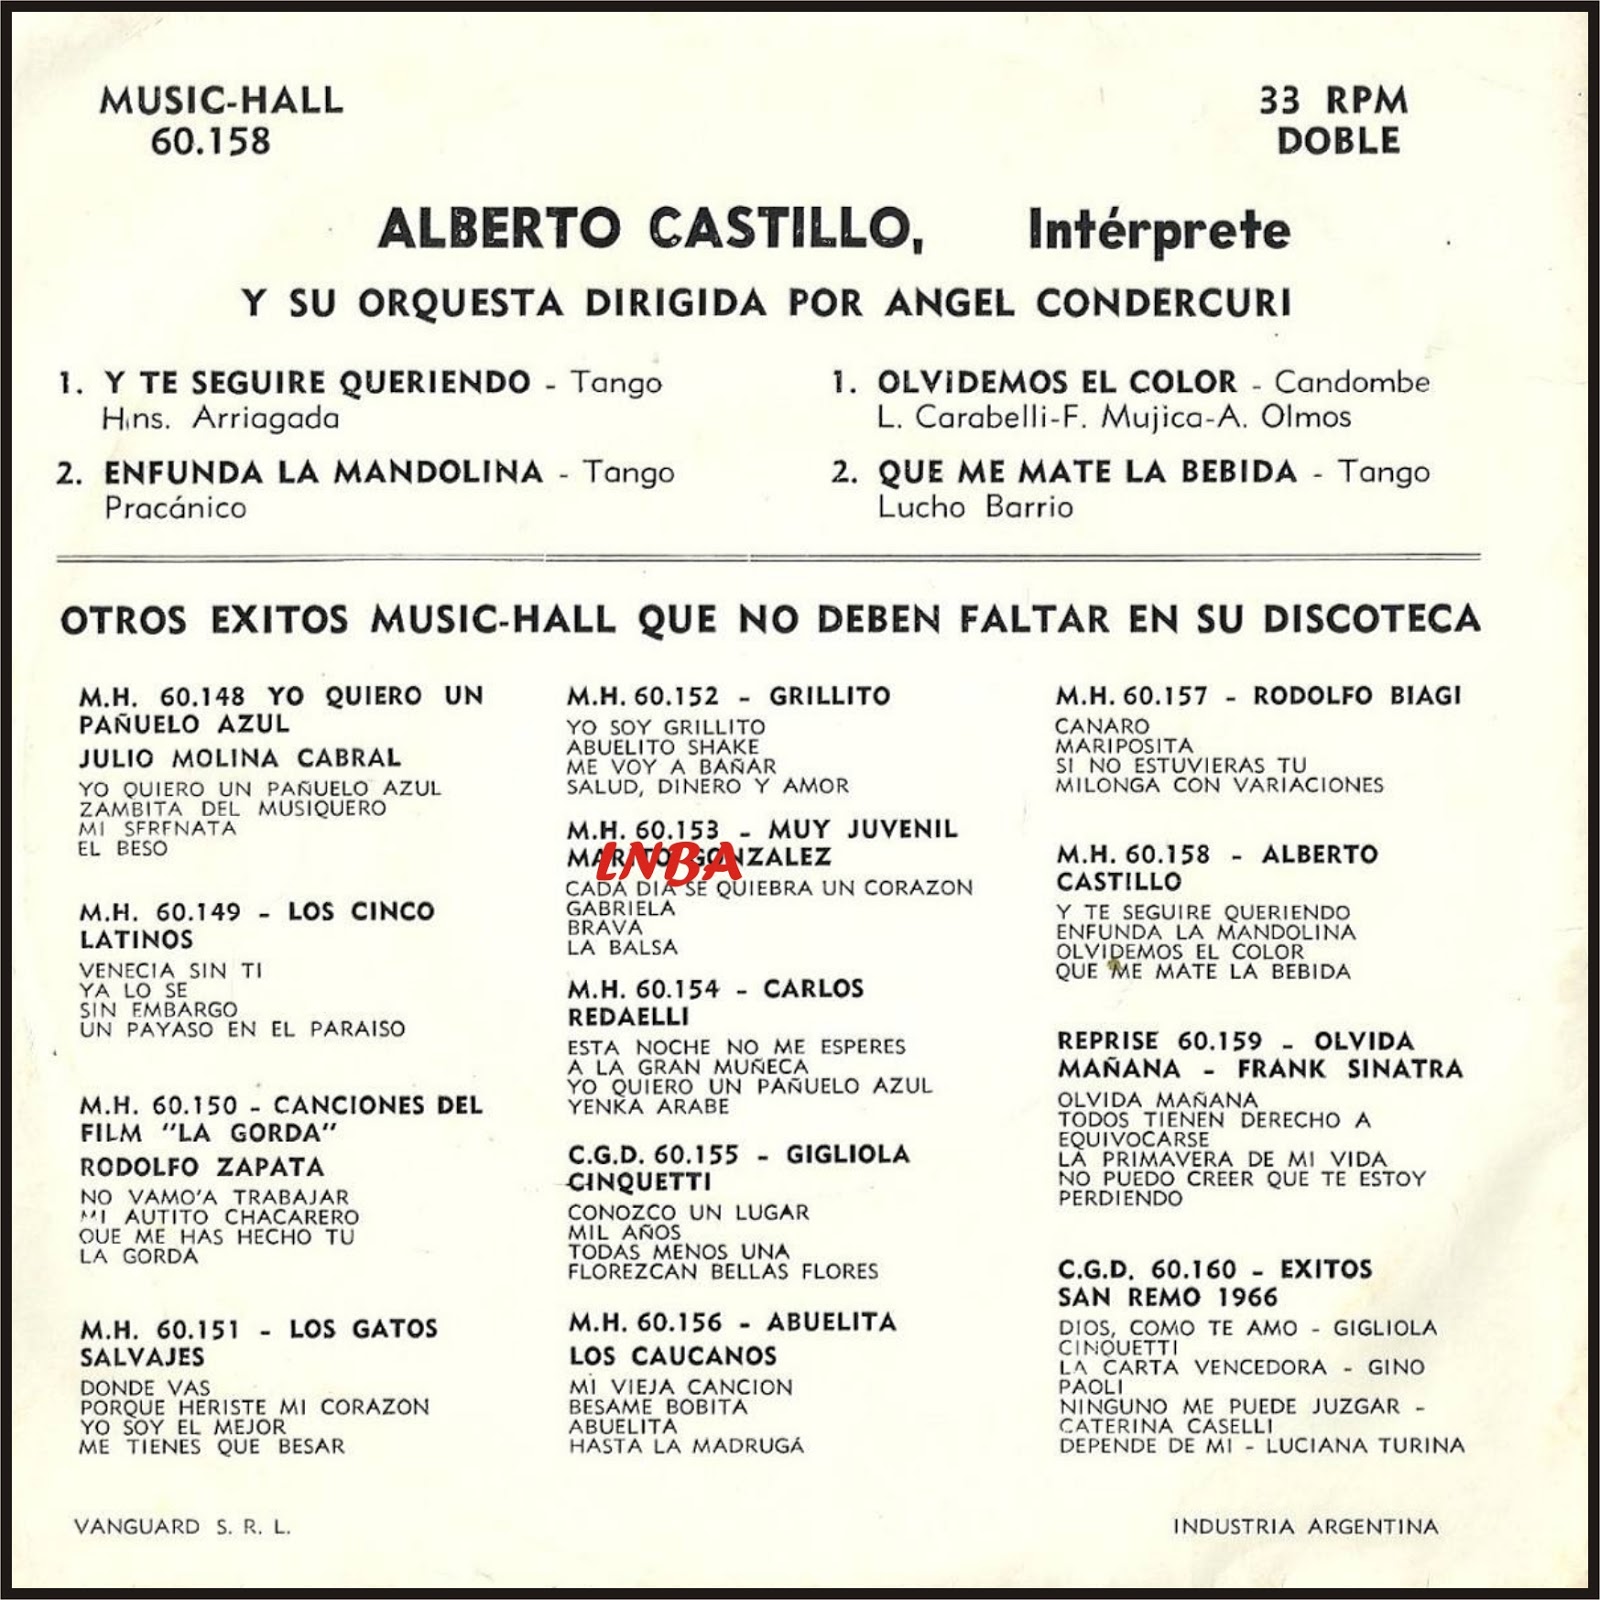 MUSIC-HALL
60.158
33 RPM
DOBLE
ALBERTO CASTILLO, Intérprete
Y SU ORQUESTA DIRIGIDA POR ANGEL CONDERCURI
1. Y TE SEGUIRE QUERIENDO - Tango
Hns. Arriagada
2. ENFUNDA LA MANDOLINA - Tango
Pracánico
1. OLVIDEMOS EL COLOR - Candombe
L. Carabelli-F. Mujica-A. Olmos
2. QUE ME MATE LA BEBIDA - Tango
Lucho Barrio
OTROS EXITOS MUSIC-HALL QUE NO DEBEN FALTAR EN SU DISCOTECA
M.H. 60.148 YO QUIERO UN
PAÑUELO AZUL
JULIO MOLINA CABRAL
YO QUIERO UN PAÑUELO AZUL
ZAMBITA DEL MUSIQUERO
MI SERENATA
EL BESO
M.H. 60.149 - LOS CINCO
LATINOS
VENECIA SIN TI
YA LO SE
SIN EMBARGO
UN PAYASO EN EL PARAISO
M.H. 60.150 - CANCIONES DEL
FILM "LA GORDA"
RODOLFO ZAPATA
NO VAMO'A TRABAJAR
MI AUTITO CHACARERO
QUE ME HAS HECHO TU
LA GORDA
M.H. 60.151 - LOS GATOS
SALVAJES
DONDE VAS
PORQUE HERISTE MI CORAZON
YO SOY EL MEJOR
ME TIENES QUE BESAR
M.H. 60.152 - GRILLITO
YO SOY GRILLITO
ABUELITO SHAKE
ME VOY A BAÑAR
SALUD, DINERO Y AMOR
M.H. 60.153 - MUY JUVENIL
MARITO GONZALEZ
LNBA
CADA DIA SE QUIEBRA UN CORAZON
GABRIELA
BRAVA
LA BALSA
M.H. 60.154 - CARLOS
REDAELLI
ESTA NOCHE NO ME ESPERES
A LA GRAN MUÑECA
YO QUIERO UN PAÑUELO AZUL
YENKA ARABE
C.G.D. 60.155 - GIGLIOLA
CINQUETTI
CONOZCO UN LUGAR
MIL AÑOS
TODAS MENOS UNA
FLOREZCAN BELLAS FLORES
M.H. 60.156 - ABUELITA
LOS CAUCANOS
MI VIEJA CANCION
BESAME BOBITA
ABUELITA
HASTA LA MADRUGÁ
M.H. 60.157 - RODOLFO BIAGI
CANARO
MARIPOSITA
SI NO ESTUVIERAS TU
MILONGA CON VARIACIONES
M.H. 60.158 - ALBERTO
CASTILLO
Y TE SEGUIRE QUERIENDO
ENFUNDA LA MANDOLINA
OLVIDEMOS EL COLOR
QUE ME MATE LA BEBIDA
REPRISE 60.159 - OLVIDA
MAÑANA - FRANK SINATRA
OLVIDA MAÑANA
TODOS TIENEN DERECHO A
EQUIVOCARSE
LA PRIMAVERA DE MI VIDA
NO PUEDO CREER QUE TE ESTOY
PERDIENDO
C.G.D. 60.160 - EXITOS
SAN REMO 1966
DIOS, COMO TE AMO - GIGLIOLA
CINQUETTI
LA CARTA VENCEDORA - GINO
PAOLI
NINGUNO ME PUEDE JUZGAR -
CATERINA CASELLI
DEPENDE DE MI - LUCIANA TURINA
VANGUARD S. R. L.
INDUSTRIA ARGENTINA